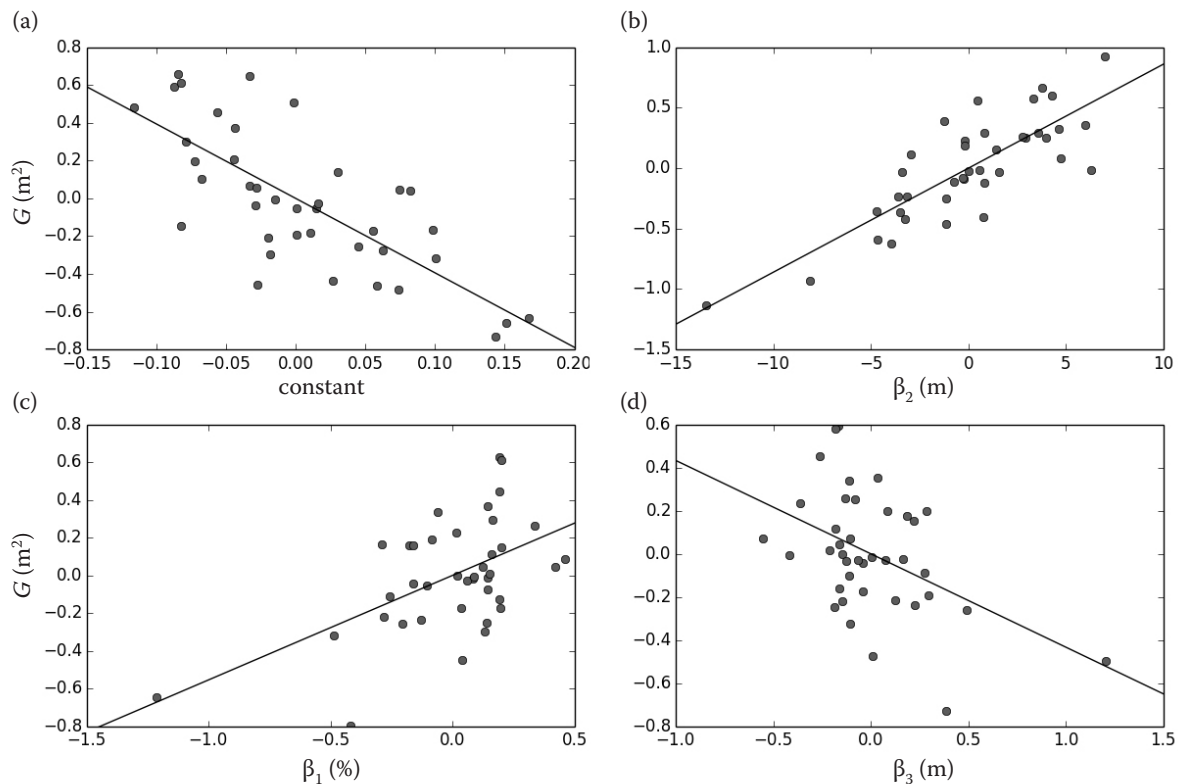 (a)
0.8
0.6
0.4
0.2
0.0
−0.2
−0.4
−0.6
−0.8
G (m²)
−0.15 −0.10 −0.05 0.00 0.05 0.10 0.15 0.20
constant
(b)
1.0
0.5
0.0
−0.5
−1.0
−1.5
−15 −10 −5 0 5 10
β₂ (m)
(c)
0.8
0.6
0.4
0.2
0.0
−0.2
−0.4
−0.6
−0.8
G (m²)
−1.5 −1.0 −0.5 0.0 0.5
β₁ (%)
(d)
0.6
0.4
0.2
0.0
−0.2
−0.4
−0.6
−0.8
−1.0 −0.5 0.0 0.5 1.0 1.5
β₃ (m)